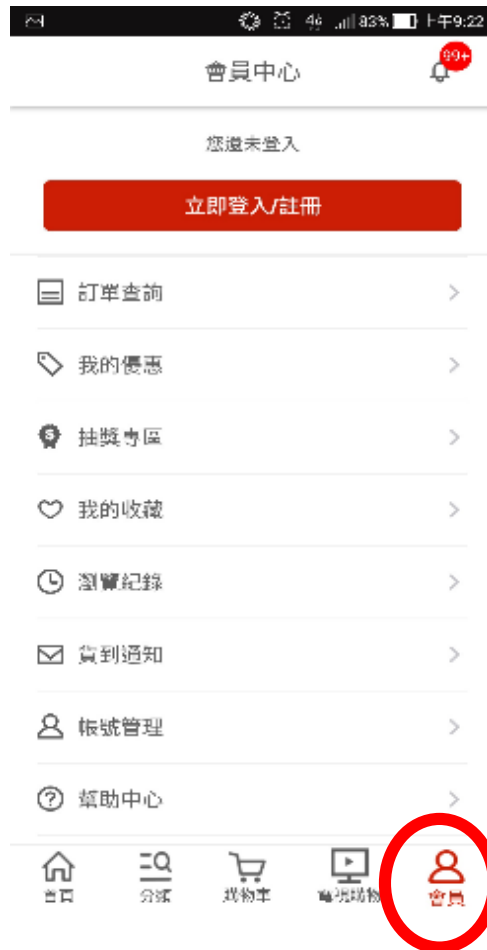 4G 83% 上午9:22
會員中心
99+
您還未登入
立即登入/註冊
訂單查詢
我的優惠
抽獎專區
我的收藏
瀏覽紀錄
貨到通知
帳號管理
幫助中心
首頁 分類 購物車 電視購物 會員